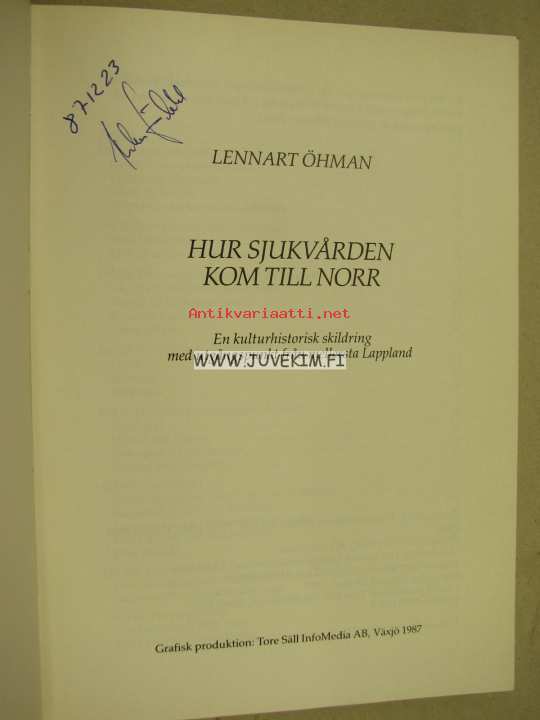 871223
LENNART ÖHMAN
HUR SJUKVÅRDEN
KOM TILL NORR
Antikvariaatti.net
En kulturhistorisk skildring
med sta Lappland
WWW.JUVEKIM.FI
Grafisk produktion: Tore Säll InfoMedia AB, Växjö 1987